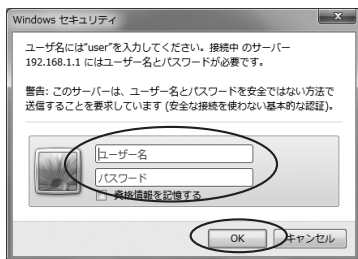 Windows セキュリティ
ユーザ名には"user"を入力してください。接続中 のサーバー
192.168.1.1 にはユーザー名とパスワードが必要です。
警告: このサーバーは、ユーザー名とパスワードを安全ではない方法で
送信することを要求しています (安全な接続を使わない基本的な認証)。
ユーザー名
パスワード
資格情報を記憶する
OK キャンセル